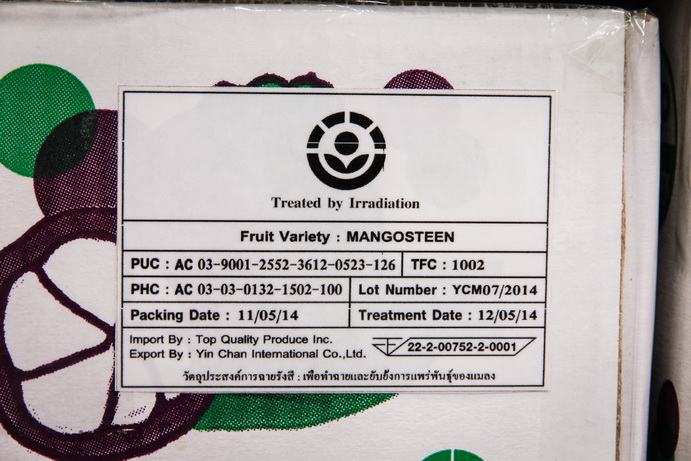 Treated by Irradiation
Fruit Variety : MANGOSTEEN
PUC : AC 03-9001-2552-3612-0523-126 TFC : 1002
PHC : AC 03-03-0132-1502-100 Lot Number : YCM07/2014
Packing Date : 11/05/14 Treatment Date : 12/05/14
Import By : Top Quality Produce Inc.
Export By : Yin Chan International Co.,Ltd. 22-2-00752-2-0001
วัตถุประสงค์การฉายรังสี : เพื่อทำลายและยับยั้งการแพร่พันธุ์ของแมลง